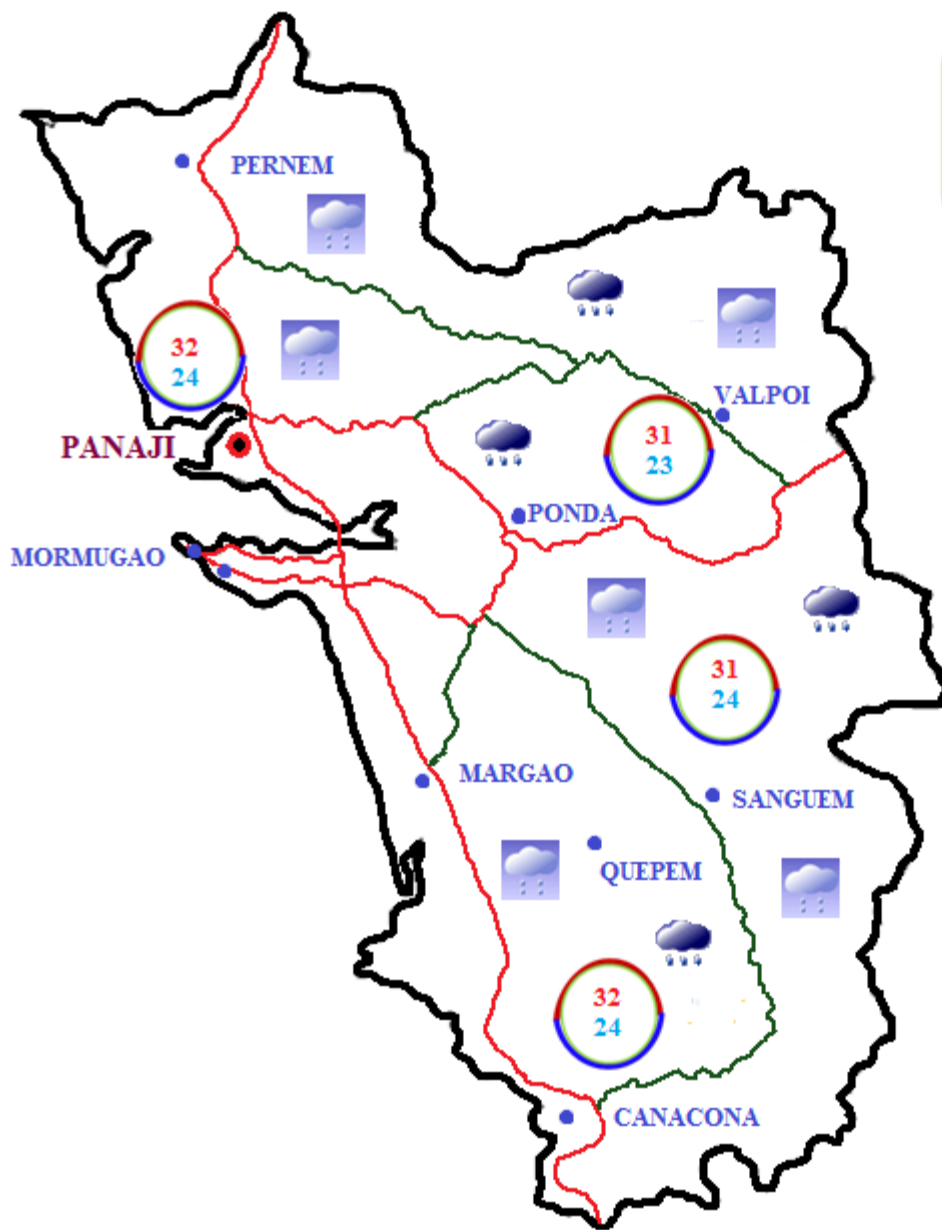 PERNEM
32
24
VALPOI
PANAJI
31
23
PONDA
MORMUGAO
31
24
MARGAO
SANGUEM
QUEPEM
32
24
CANACONA